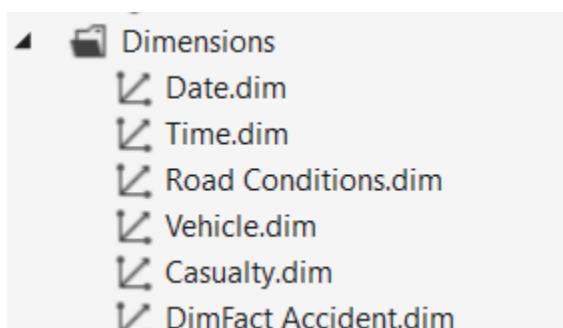 Dimensions
Date.dim
Time.dim
Road Conditions.dim
Vehicle.dim
Casualty.dim
DimFact Accident.dim